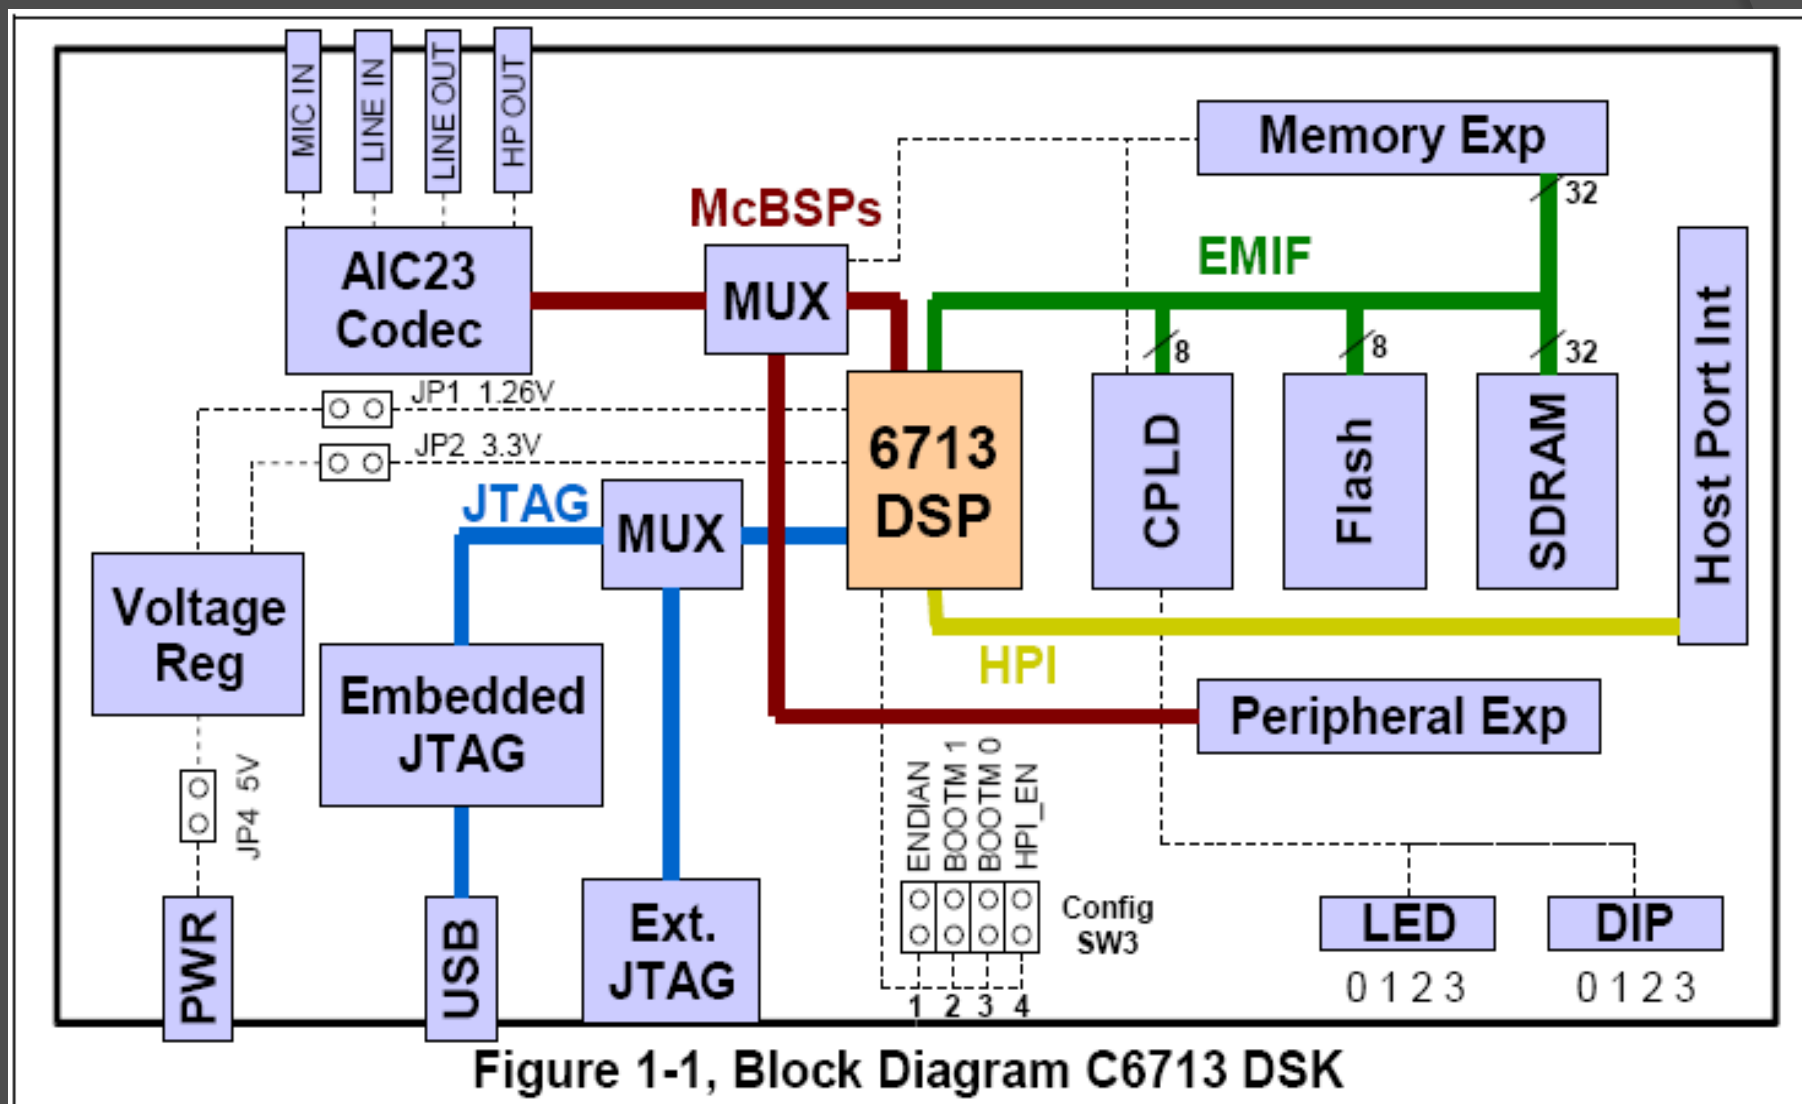 MIC IN
LINE IN
LINE OUT
HP OUT
Memory Exp
32
McBSPs
EMIF
AIC23
Codec
MUX
8
8
32
Host Port Int
JP1 1.26V
JP2 3.3V
6713
DSP
CPLD
Flash
SDRAM
JTAG
MUX
Voltage
Reg
HPI
Embedded
JTAG
Peripheral Exp
JP4 5V
ENDIAN
BOOTM 1
BOOTM 0
HPI_EN
Config
SW3
PWR
USB
Ext.
JTAG
LED
DIP
0 1 2 3
0 1 2 3
1 2 3 4
Figure 1-1, Block Diagram C6713 DSK